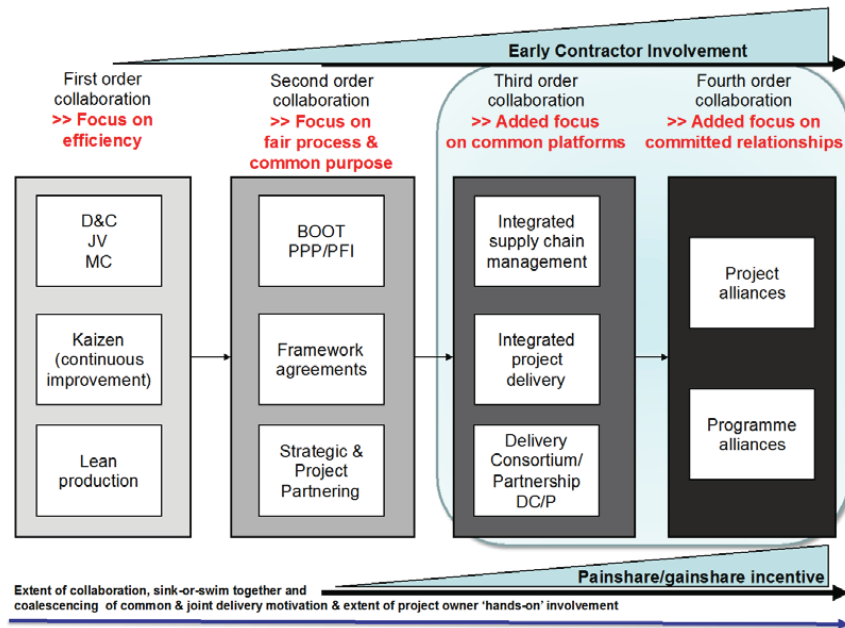 Early Contractor Involvement
First order
collaboration
>> Focus on
efficiency
Second order
collaboration
>> Focus on
fair process &
common purpose
Third order
collaboration
>> Added focus
on common platforms
Fourth order
collaboration
>> Added focus on
committed relationships
D&C
JV
MC
Kaizen
(continuous
improvement)
Lean
production
BOOT
PPP/PFI
Framework
agreements
Strategic &
Project
Partnering
Integrated
supply chain
management
Integrated
project
delivery
Delivery
Consortium/
Partnership
DC/P
Project
alliances
Programme
alliances
Painshare/gainshare incentive
Extent of collaboration, sink-or-swim together and
coalescencing of common & joint delivery motivation & extent of project owner ‘hands-on’ involvement